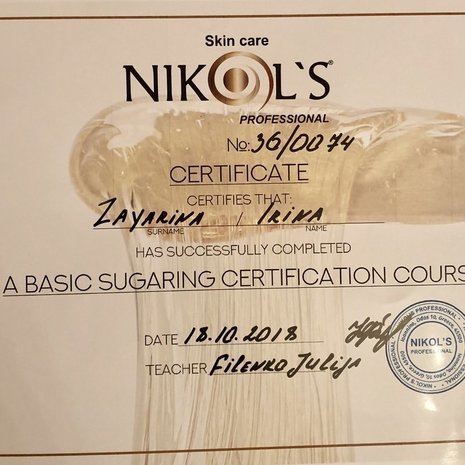 Skin care
NIKOL`S®
PROFESSIONAL
No: 36/0074
CERTIFICATE
CERTIFIES THAT:
ZAYARINA / IRINA
SURNAME NAME
HAS SUCCESSFULLY COMPLETED
A BASIC SUGARING CERTIFICATION COURS
DATE 18.10.2018
TEACHER Filenko Julija
NIKOL'S
PROFESSIONAL